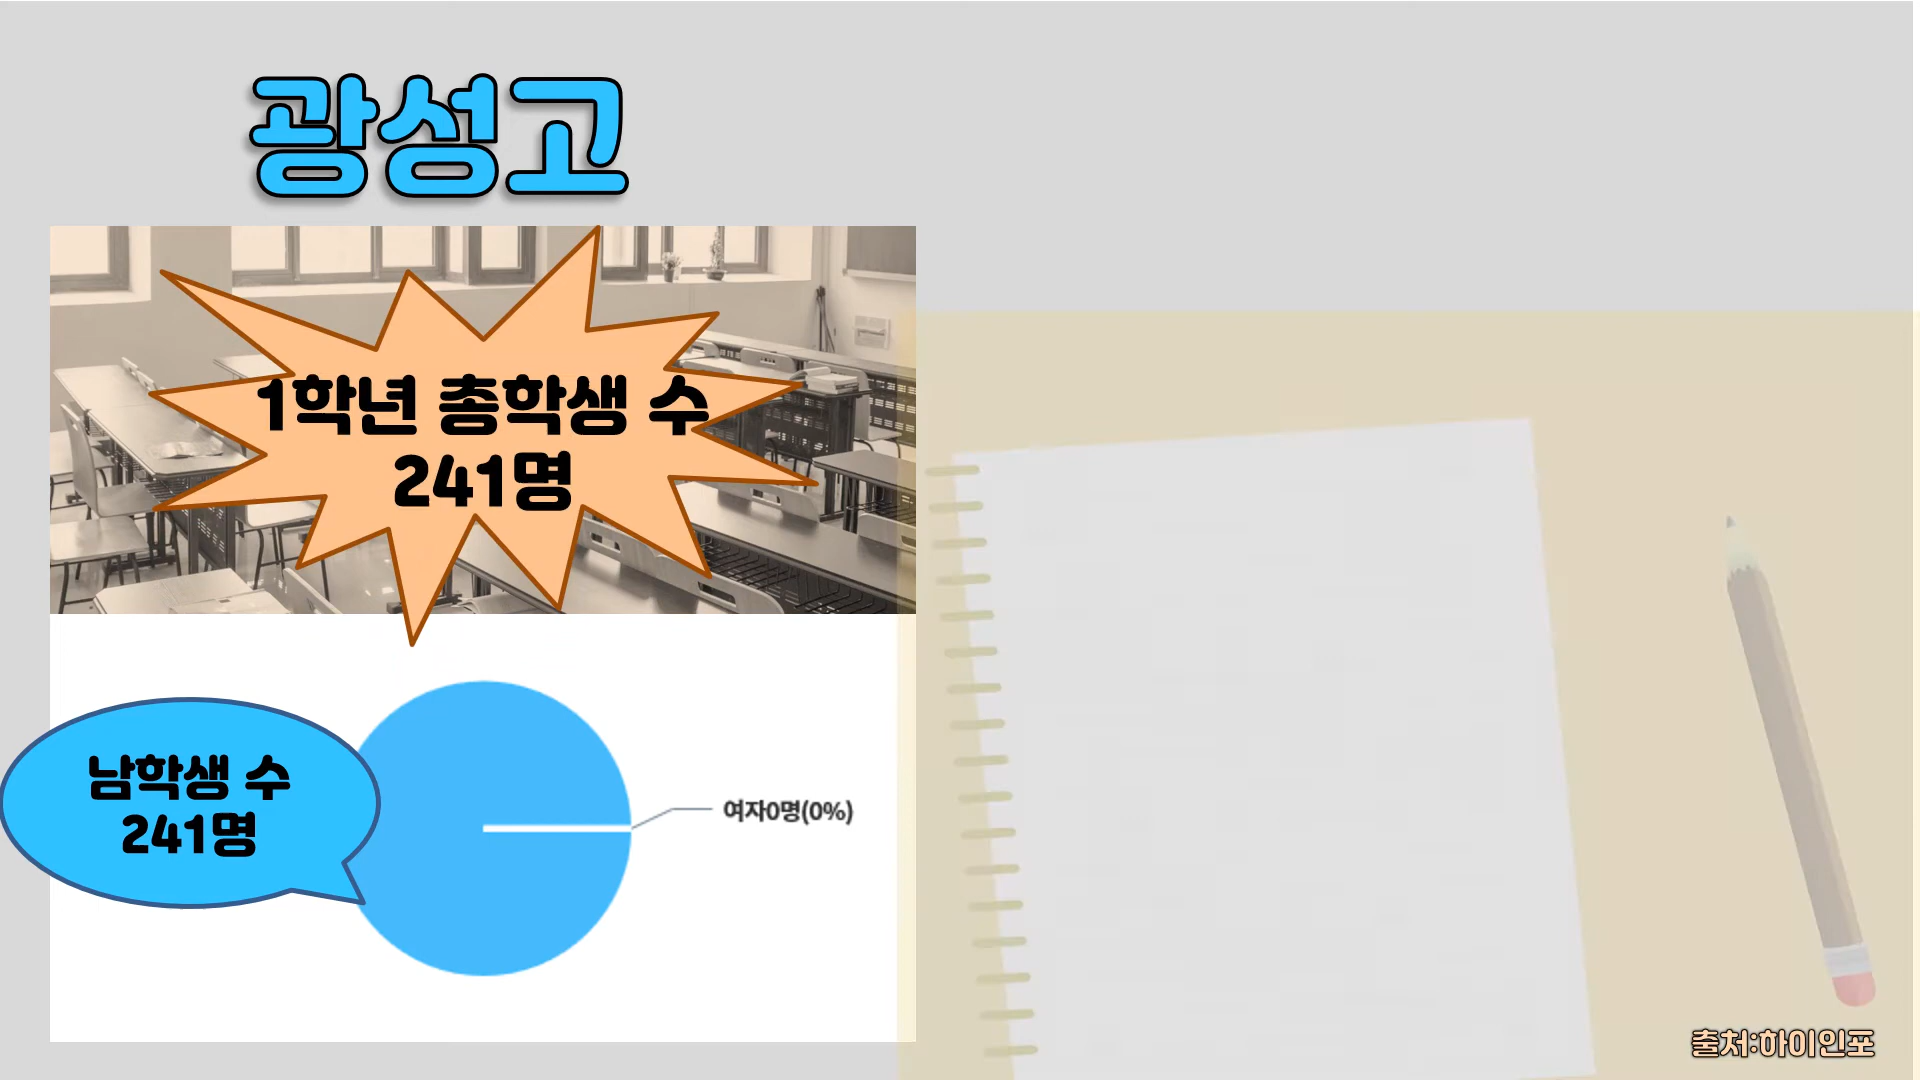 광성고
1학년 총학생 수
241명
남학생 수
241명
여자0명(0%)
출처:하이인포